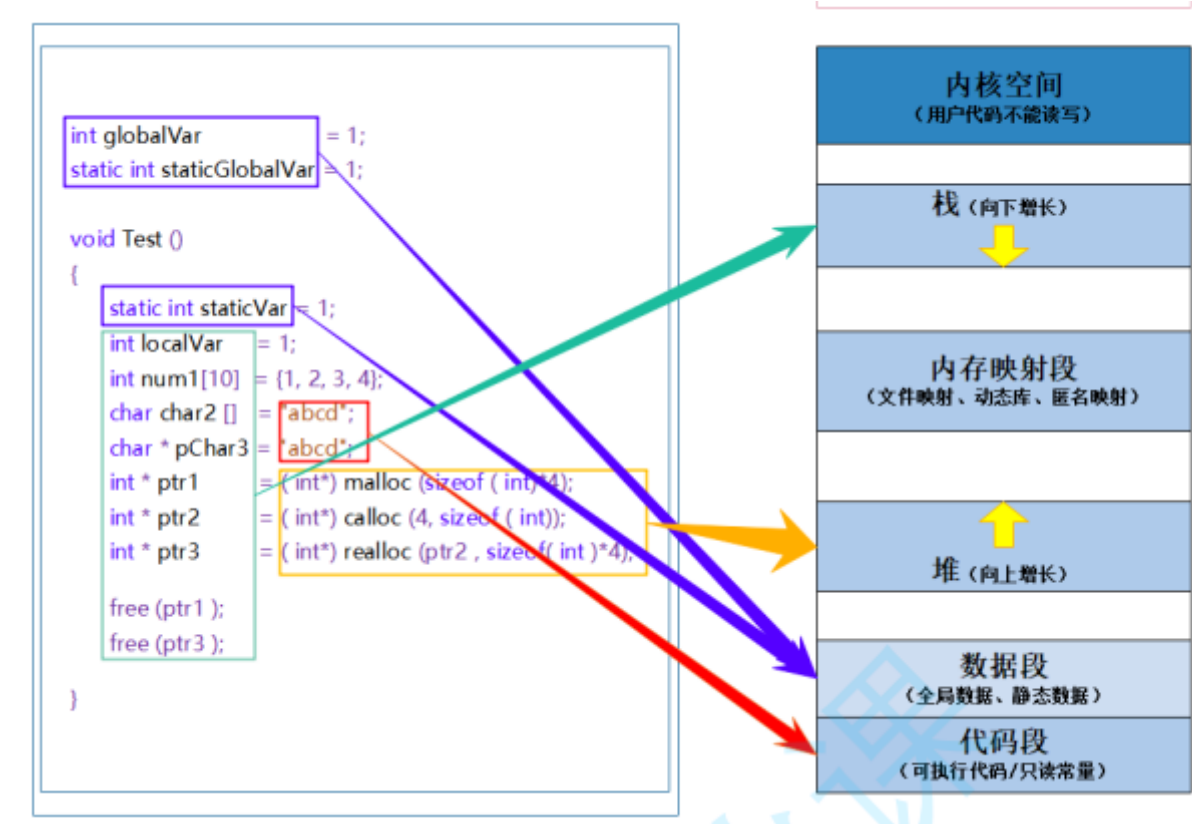 int globalVar = 1;
static int staticGlobalVar = 1;
void Test ()
{
static int staticVar = 1;
int localVar = 1;
int num1[10] = {1, 2, 3, 4};
char char2 [] = "abcd";
char * pChar3 = "abcd";
int * ptr1 = ( int*) malloc (sizeof ( int)*4);
int * ptr2 = ( int*) calloc (4, sizeof ( int));
int * ptr3 = ( int*) realloc (ptr2 , sizeof( int )*4);
free (ptr1 );
free (ptr3 );
}
内核空间
（用户代码不能读写）
栈（向下增长）
内存映射段
（文件映射、动态库、匿名映射）
堆（向上增长）
数据段
（全局数据、静态数据）
代码段
（可执行代码/只读常量）
课